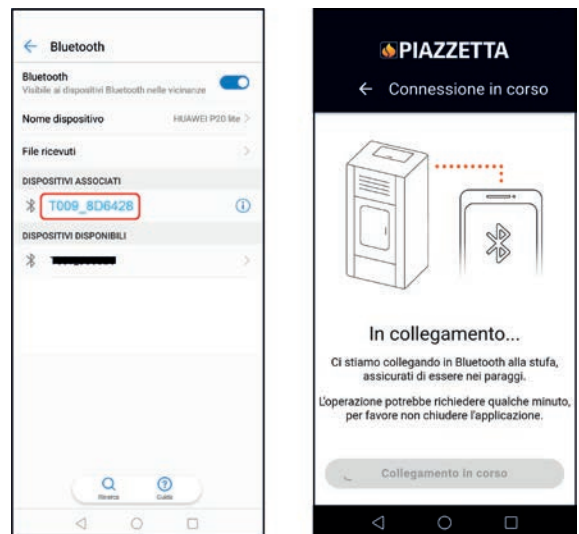 Bluetooth
Bluetooth
Visibile ai dispositivi Bluetooth nelle vicinanze
Nome dispositivo HUAWEI P20 lite
File ricevuti
DISPOSITIVI ASSOCIATI
T009_8D6428
DISPOSITIVI DISPONIBILI
Ricerca Guida
PIAZZETTA
Connessione in corso
In collegamento...
Ci stiamo collegando in Bluetooth alla stufa,
assicurati di essere nei paraggi.
L'operazione potrebbe richiedere qualche minuto,
per favore non chiudere l'applicazione.
Collegamento in corso